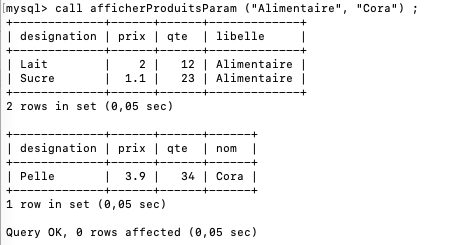 [mysql> call afficherProduitsParam ("Alimentaire", "Cora") ;
+-------------+------+------+-------------+
| designation | prix | qte  | libelle     |
+-------------+------+------+-------------+
| Lait        |    2 |   12 | Alimentaire |
| Sucre       |  1.1 |   23 | Alimentaire |
+-------------+------+------+-------------+
2 rows in set (0,05 sec)

+-------------+------+------+------+
| designation | prix | qte  | nom  |
+-------------+------+------+------+
| Pelle       |  3.9 |   34 | Cora |
+-------------+------+------+------+
1 row in set (0,05 sec)

Query OK, 0 rows affected (0,05 sec)